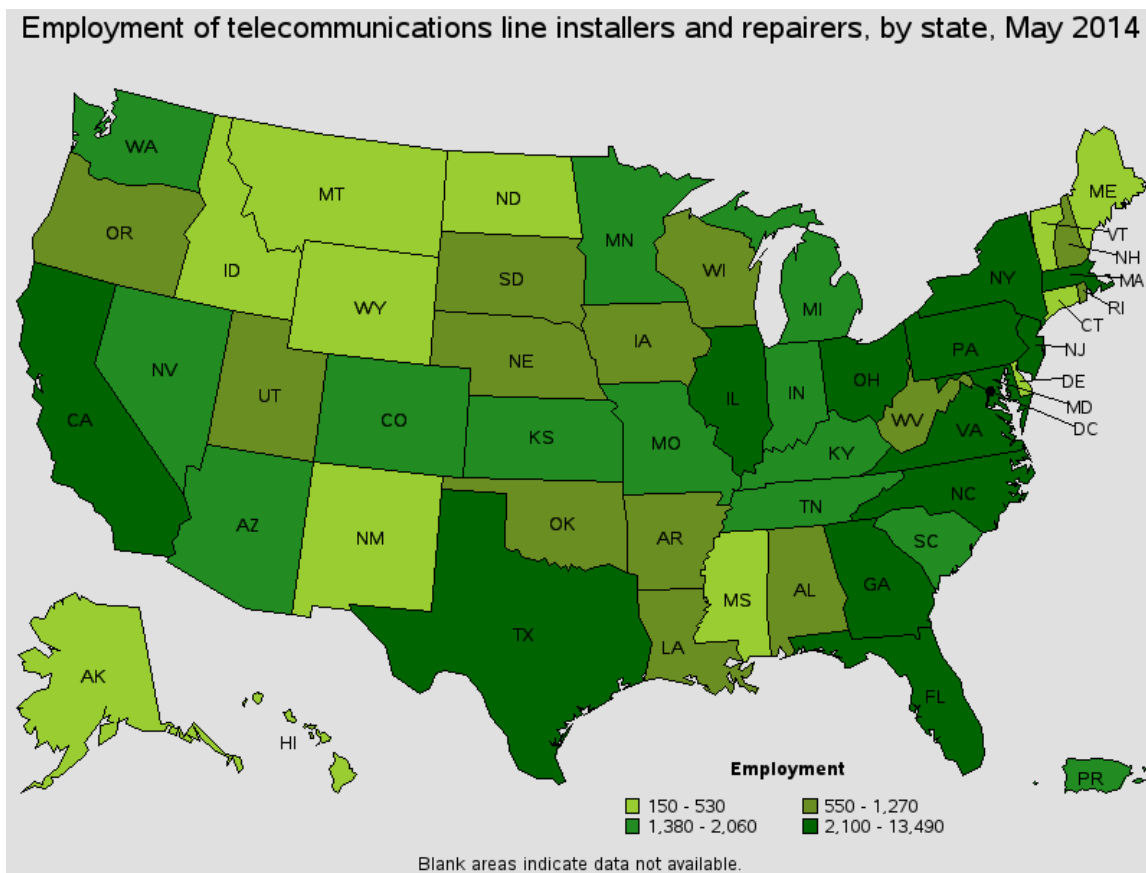 Employment of telecommunications line installers and repairers, by state, May 2014
WA
MT
ND
ME
OR
MN
VT
ID
SD
WI
NH
NY
MA
WY
MI
RI
CT
IA
NE
PA
NJ
NV
UT
IL
IN
OH
DE
CA
CO
KS
MO
WV
MD
VA
DC
KY
NC
AZ
NM
OK
AR
TN
SC
MS
AL
GA
TX
LA
AK
FL
HI
PR
Employment
150 - 530
550 - 1,270
1,380 - 2,060
2,100 - 13,490
Blank areas indicate data not available.